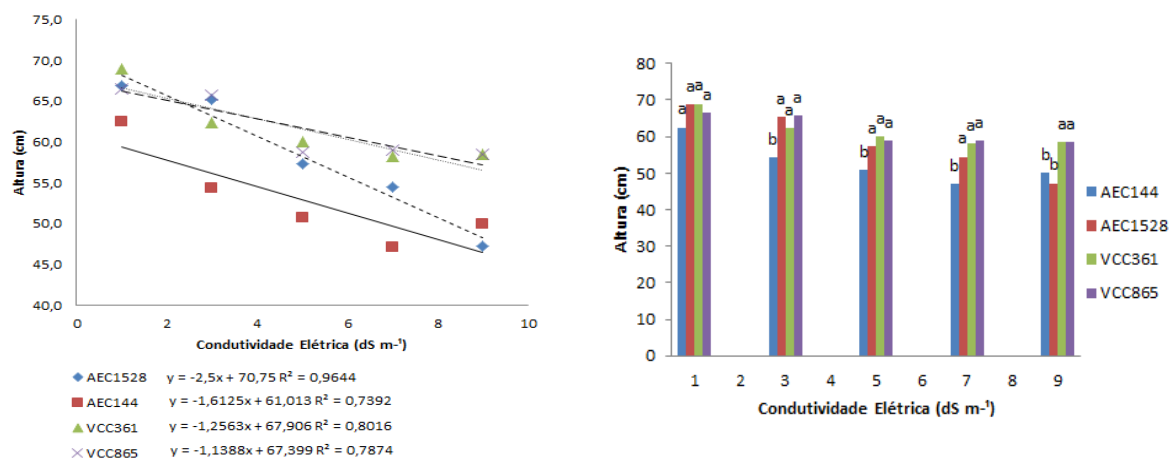 75,0
70,0
65,0
60,0
55,0
50,0
45,0
40,0
Altura (cm)
0 2 4 6 8 10
Condutividade Elétrica (dS m-¹)
AEC1528 y = -2,5x + 70,75 R² = 0,9644
AEC144 y = -1,6125x + 61,013 R² = 0,7392
VCC361 y = -1,2563x + 67,906 R² = 0,8016
VCC865 y = -1,1388x + 67,399 R² = 0,7874
80
70
60
50
40
30
20
10
0
Altura (cm)
a a a a
b a a a
b a a a
b a a a
b b a a
1 2 3 4 5 6 7 8 9
Condutividade Elétrica (dS m-¹)
AEC144
AEC1528
VCC361
VCC865